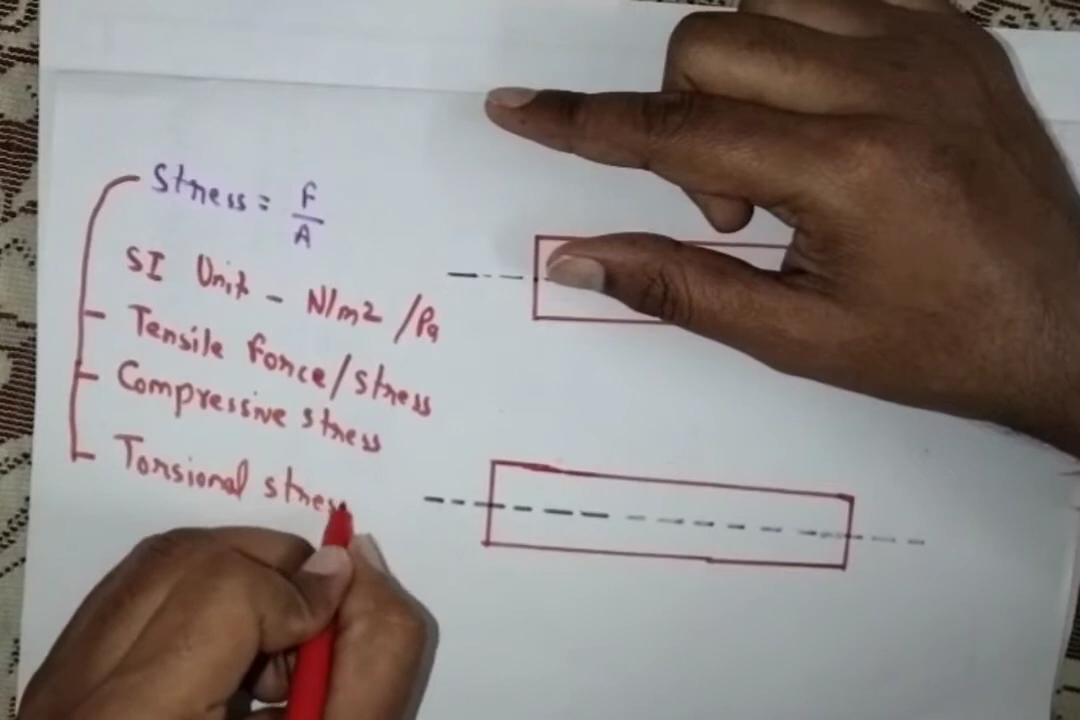 Stress = F/A
SI Unit - N/m2 /Pa
Tensile force/stress
Compressive stress
Torsional stress